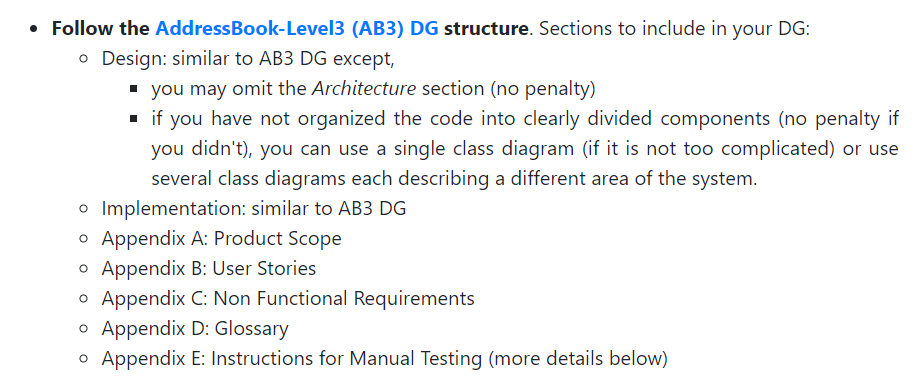 • Follow the AddressBook-Level3 (AB3) DG structure. Sections to include in your DG:
◦ Design: similar to AB3 DG except,
▪ you may omit the Architecture section (no penalty)
▪ if you have not organized the code into clearly divided components (no penalty if
you didn't), you can use a single class diagram (if it is not too complicated) or use
several class diagrams each describing a different area of the system.
◦ Implementation: similar to AB3 DG
◦ Appendix A: Product Scope
◦ Appendix B: User Stories
◦ Appendix C: Non Functional Requirements
◦ Appendix D: Glossary
◦ Appendix E: Instructions for Manual Testing (more details below)